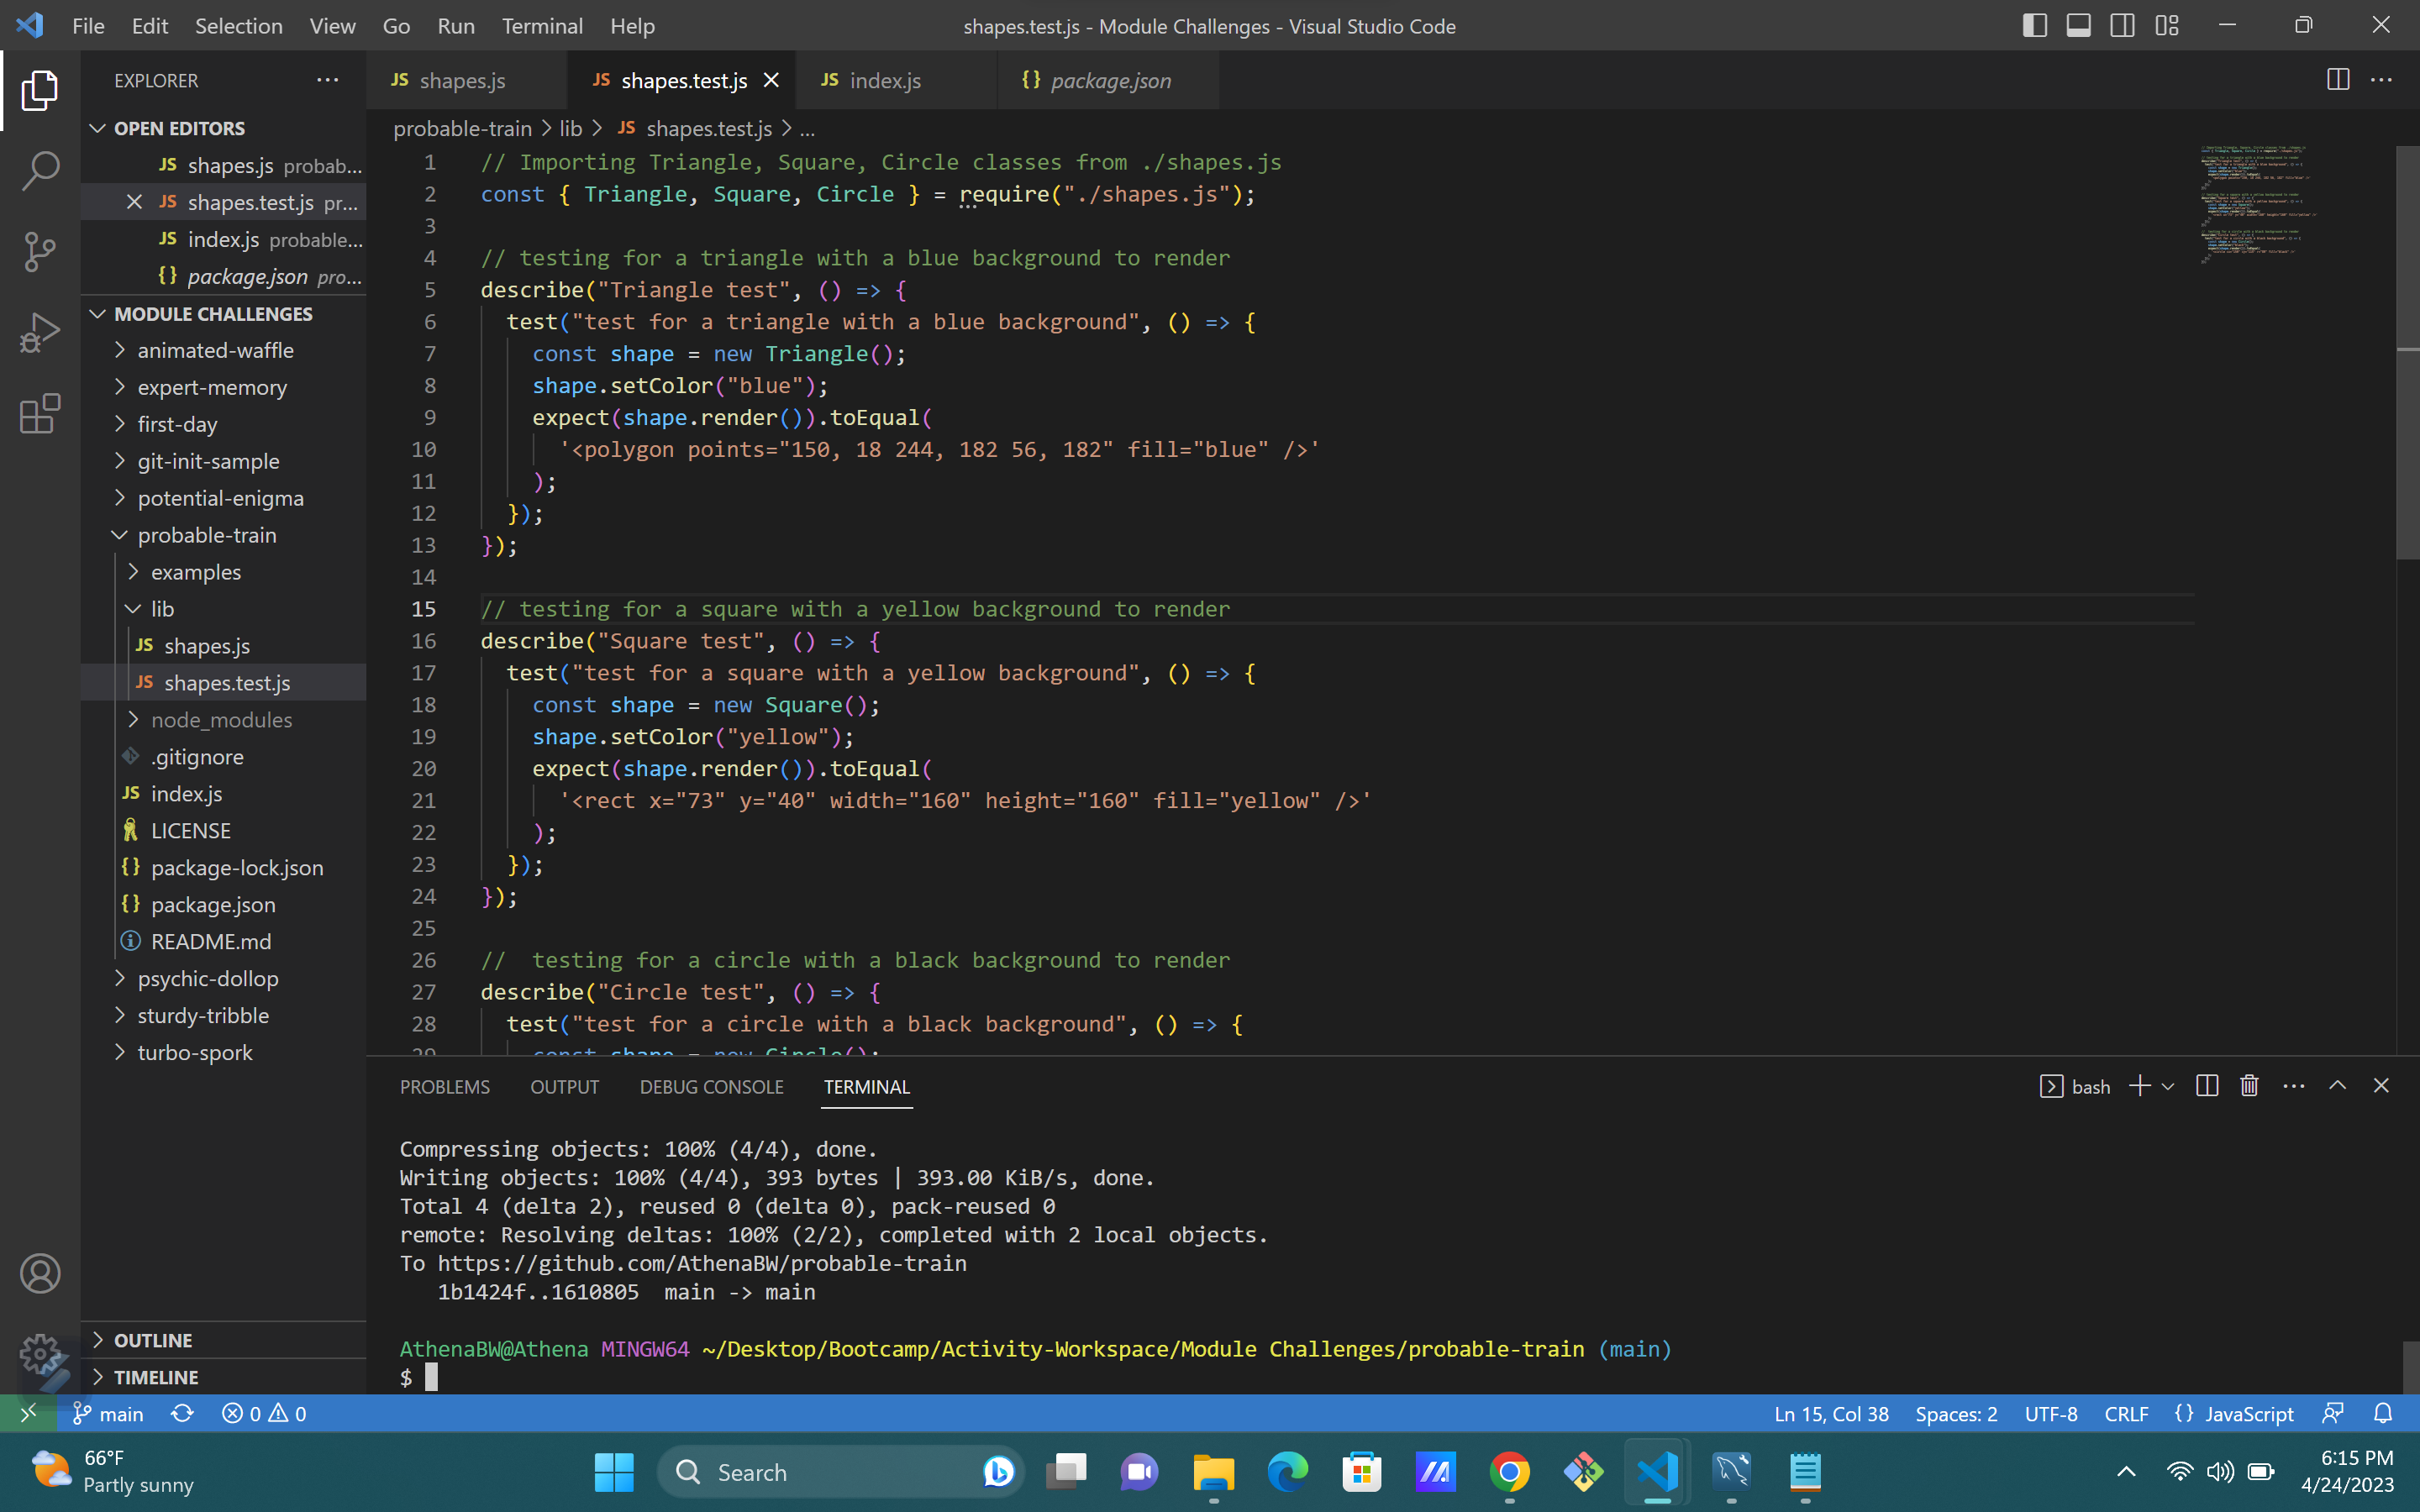 File Edit Selection View Go Run Terminal Help
shapes.test.js - Module Challenges - Visual Studio Code
EXPLORER
OPEN EDITORS
JS shapes.js probab...
JS shapes.test.js pr...
JS index.js probable...
{} package.json pro...
MODULE CHALLENGES
animated-waffle
expert-memory
first-day
git-init-sample
potential-enigma
probable-train
examples
lib
JS shapes.js
JS shapes.test.js
node_modules
.gitignore
JS index.js
LICENSE
{} package-lock.json
{} package.json
README.md
psychic-dollop
sturdy-tribble
turbo-spork
OUTLINE
TIMELINE
JS shapes.js JS shapes.test.js JS index.js {} package.json
probable-train > lib > JS shapes.test.js > ...
1 // Importing Triangle, Square, Circle classes from ./shapes.js
2 const { Triangle, Square, Circle } = require("./shapes.js");
3
4 // testing for a triangle with a blue background to render
5 describe("Triangle test", () => {
6 test("test for a triangle with a blue background", () => {
7 const shape = new Triangle();
8 shape.setColor("blue");
9 expect(shape.render()).toEqual(
10 '<polygon points="150, 18 244, 182 56, 182" fill="blue" />'
11 );
12 });
13 });
14
15 // testing for a square with a yellow background to render
16 describe("Square test", () => {
17 test("test for a square with a yellow background", () => {
18 const shape = new Square();
19 shape.setColor("yellow");
20 expect(shape.render()).toEqual(
21 '<rect x="73" y="40" width="160" height="160" fill="yellow" />'
22 );
23 });
24 });
25
26 //  testing for a circle with a black background to render
27 describe("Circle test", () => {
28 test("test for a circle with a black background", () => {
29 const shape = new Circle();
PROBLEMS OUTPUT DEBUG CONSOLE TERMINAL
bash
Compressing objects: 100% (4/4), done.
Writing objects: 100% (4/4), 393 bytes | 393.00 KiB/s, done.
Total 4 (delta 2), reused 0 (delta 0), pack-reused 0
remote: Resolving deltas: 100% (2/2), completed with 2 local objects.
To https://github.com/AthenaBW/probable-train
1b1424f..1610805  main -> main
AthenaBW@Athena MINGW64 ~/Desktop/Bootcamp/Activity-Workspace/Module Challenges/probable-train (main)
$
main 0 0 Ln 15, Col 38 Spaces: 2 UTF-8 CRLF {} JavaScript
66°F
Partly sunny
Search
6:15 PM
4/24/2023